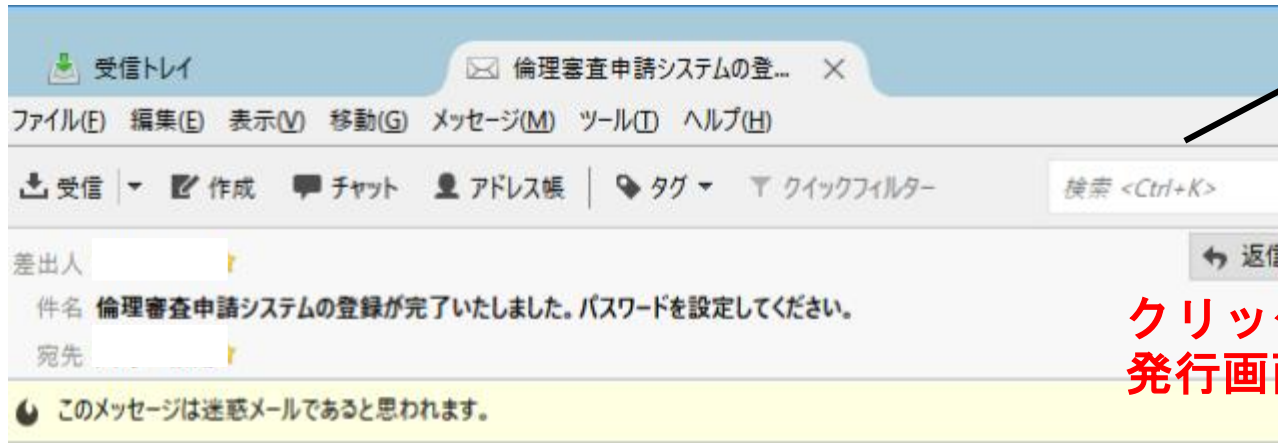 受信トレイ
倫理審査申請システムの登...
ファイル(F) 編集(E) 表示(V) 移動(G) メッセージ(M) ツール(T) ヘルプ(H)
受信 作成 チャット アドレス帳 タグ クイックフィルター 検索 <Ctrl+K>
差出人
返信
件名 倫理審査申請システムの登録が完了いたしました。パスワードを設定してください。
宛先
クリッ
発行画
このメッセージは迷惑メールであると思われます。